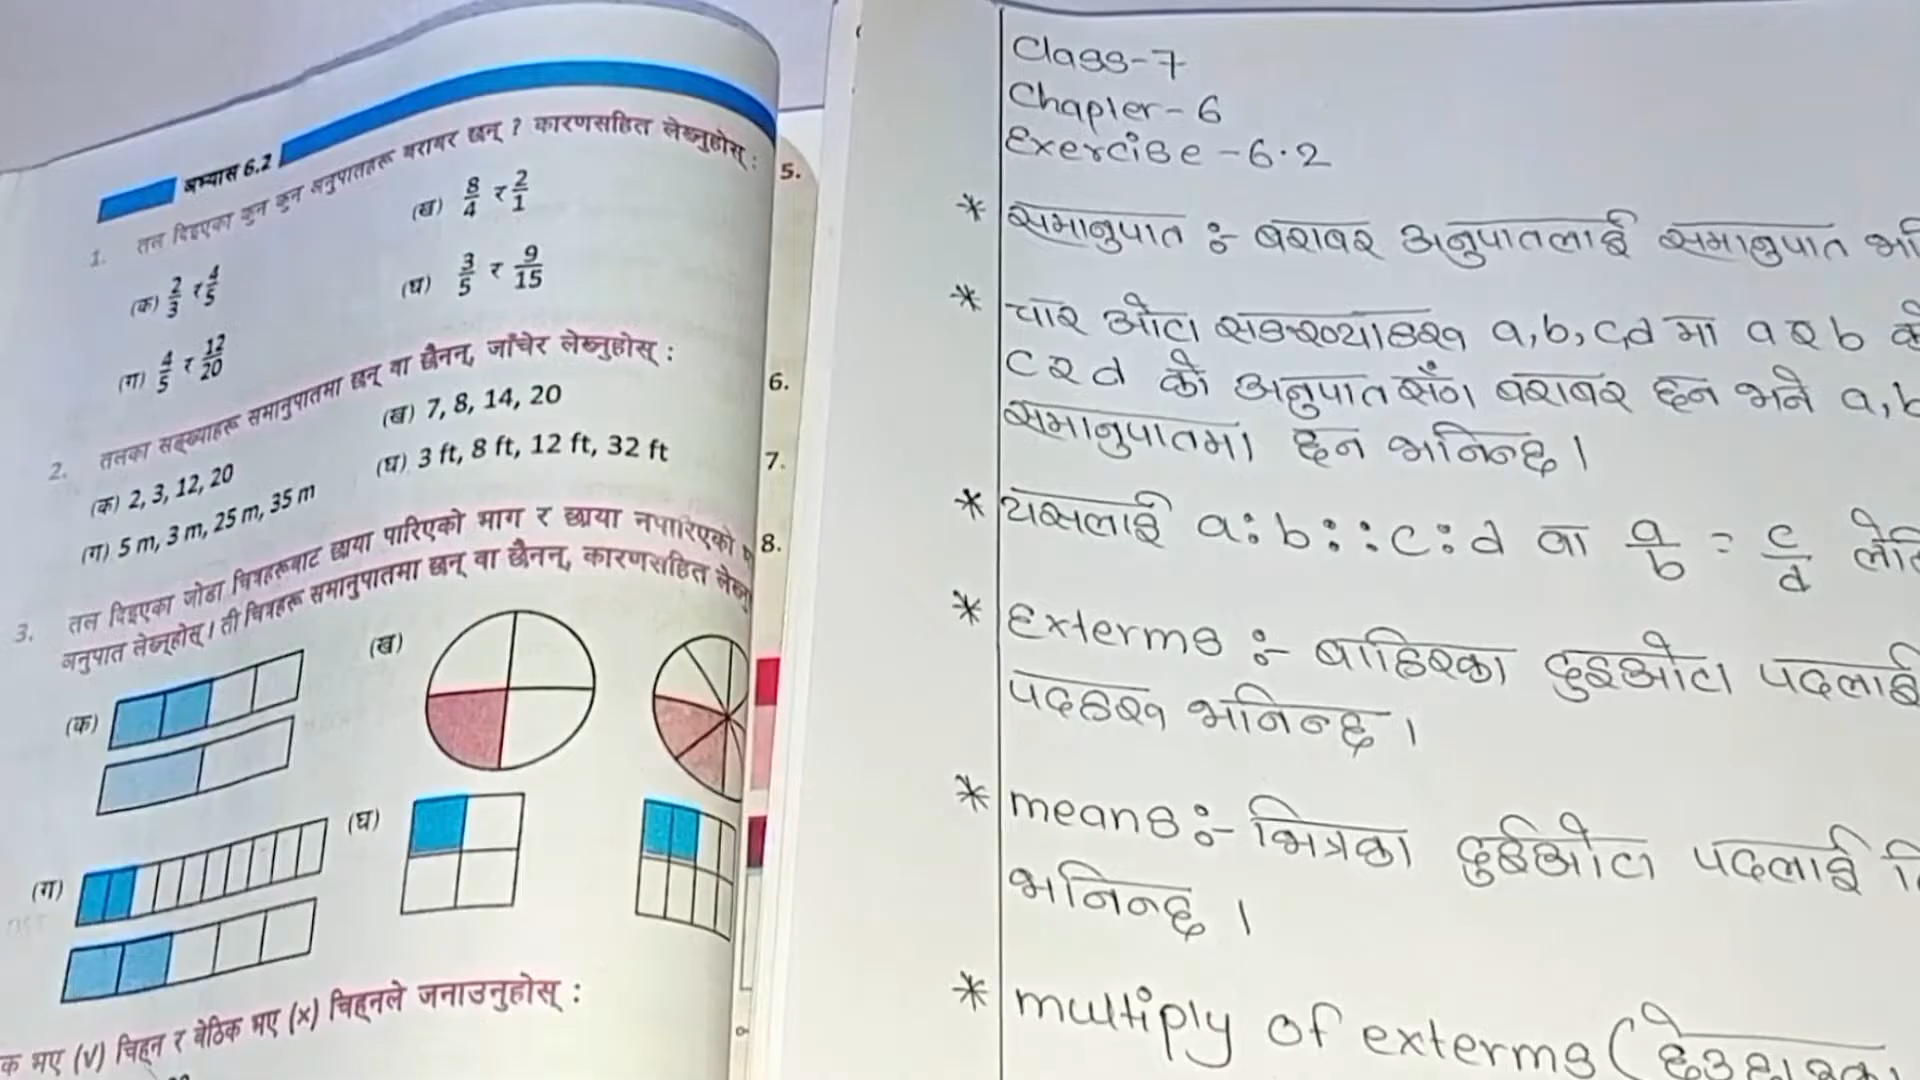 अभ्यास 6.2
1. तल दिइएका कुन कुन अनुपातहरू बराबर छन् ? कारणसहित लेख्नुहोस् :
(क) 2/3 र 4/5
(ख) 8/4 र 2/1
(ग) 4/5 र 12/20
(घ) 3/5 र 9/15
2. तलका सङ्ख्याहरू समानुपातमा छन् वा छैनन्, जाँचेर लेख्नुहोस् :
(क) 2, 3, 12, 20
(ख) 7, 8, 14, 20
(ग) 5 m, 3 m, 25 m, 35 m
(घ) 3 ft, 8 ft, 12 ft, 32 ft
3. तल दिइएका जोडा चित्रहरूबाट छाया पारिएको भाग र छाया नपारिएको
अनुपात लेख्नुहोस् । ती चित्रहरू समानुपातमा छन् वा छैनन्, कारणसहित
(क)
(ख)
(ग)
(घ)
भए (√) चिह्न र बेठिक भए (×) चिह्नले जनाउनुहोस् :
5.
6.
7.
8.
Class-7
Chapter-6
Exercise-6.2
* समानुपात :- बराबर अनुपातलाई समानुपात
* चार ओटा सङ्ख्याहरू a, b, c, d मा a र b
c र d को अनुपातसँग बराबर छन भने a, b
समानुपातमा छन भनिन्छ ।
* यसलाई a:b::c:d वा a/b = c/d
* Exterms :- बाहिरका दुइओटा पदलाई
पदहरू भनिन्छ ।
* means :- भित्रका दुईओटा पदलाई
भनिन्छ ।
* multiply of exterms (